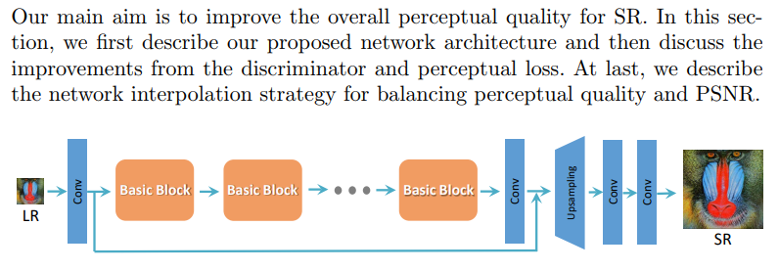 Our main aim is to improve the overall perceptual quality for SR. In this sec-
tion, we first describe our proposed network architecture and then discuss the
improvements from the discriminator and perceptual loss. At last, we describe
the network interpolation strategy for balancing perceptual quality and PSNR.
LR
Conv
Basic Block
Basic Block
Basic Block
Conv
Upsampling
Conv
Conv
SR